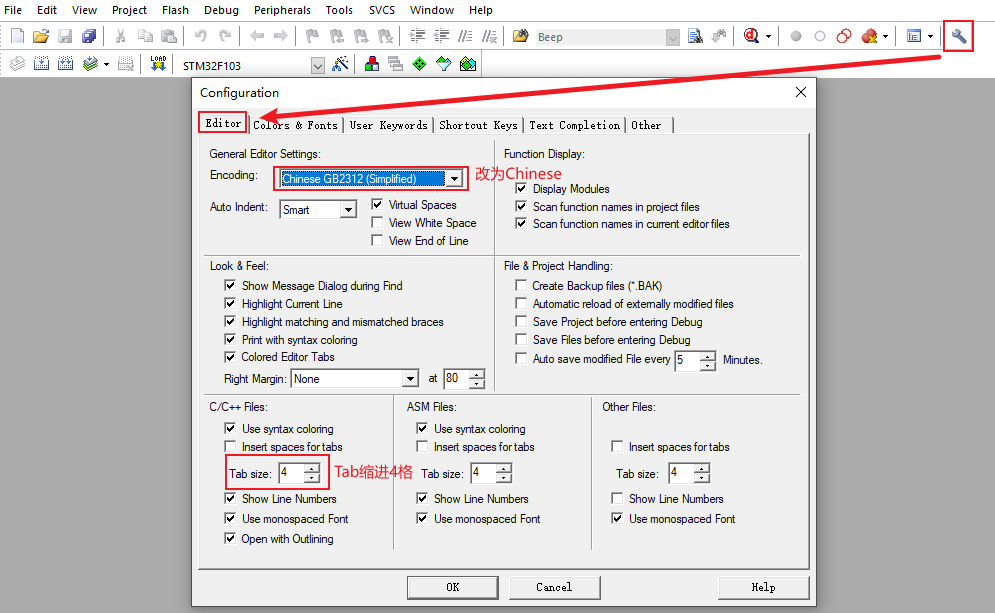 File Edit View Project Flash Debug Peripherals Tools SVCS Window Help
Beep
LOAD
STM32F103
Configuration
Editor Colors & Fonts User Keywords Shortcut Keys Text Completion Other
General Editor Settings:
Encoding: Chinese GB2312 (Simplified) 改为Chinese
Auto Indent: Smart
Virtual Spaces
View White Space
View End of Line
Function Display:
Display Modules
Scan function names in project files
Scan function names in current editor files
Look & Feel:
Show Message Dialog during Find
Highlight Current Line
Highlight matching and mismatched braces
Print with syntax coloring
Colored Editor Tabs
Right Margin: None at 80
File & Project Handling:
Create Backup files (*.BAK)
Automatic reload of externally modified files
Save Project before entering Debug
Save Files before entering Debug
Auto save modified File every 5 Minutes.
C/C++ Files:
Use syntax coloring
Insert spaces for tabs
Tab size: 4 Tab缩进4格
Show Line Numbers
Use monospaced Font
Open with Outlining
ASM Files:
Use syntax coloring
Insert spaces for tabs
Tab size: 4
Show Line Numbers
Use monospaced Font
Other Files:
Insert spaces for tabs
Tab size: 4
Show Line Numbers
Use monospaced Font
OK Cancel Help